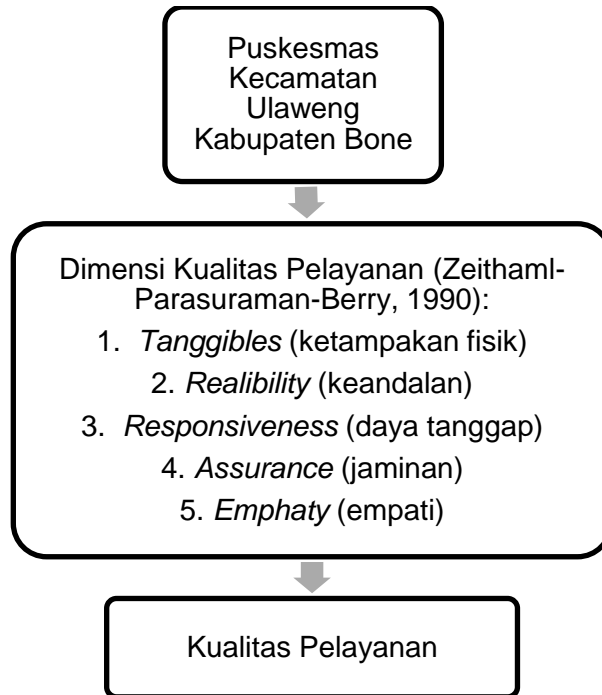 Puskesmas
Kecamatan
Ulaweng
Kabupaten Bone
Dimensi Kualitas Pelayanan (Zeithaml-
Parasuraman-Berry, 1990):
1. Tanggibles (ketampakan fisik)
2. Realibility (keandalan)
3. Responsiveness (daya tanggap)
4. Assurance (jaminan)
5. Emphaty (empati)
Kualitas Pelayanan